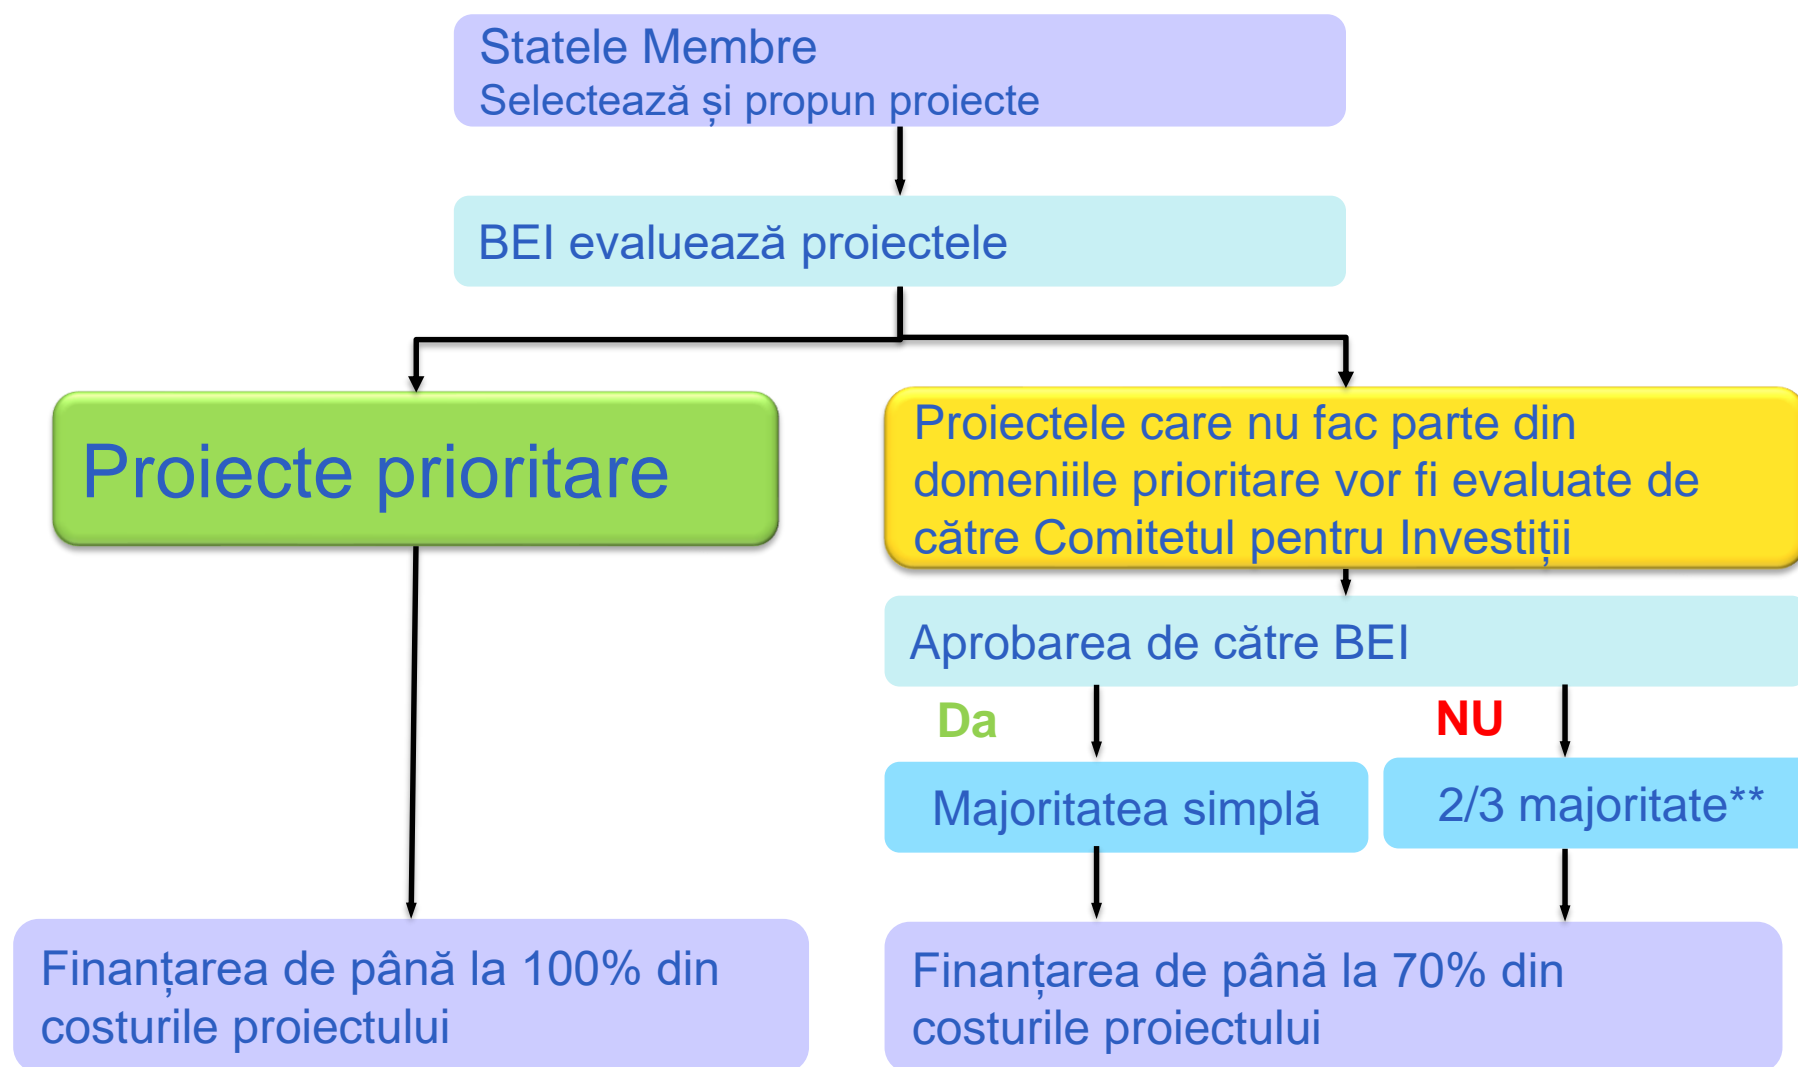 Statele Membre
Selectează și propun proiecte
BEI evaluează proiectele
Proiecte prioritare
Proiectele care nu fac parte din
domeniile prioritare vor fi evaluate de
către Comitetul pentru Investiții
Aprobarea de către BEI
Da
NU
Majoritatea simplă
2/3 majoritate**
Finanțarea de până la 100% din
costurile proiectului
Finanțarea de până la 70% din
costurile proiectului